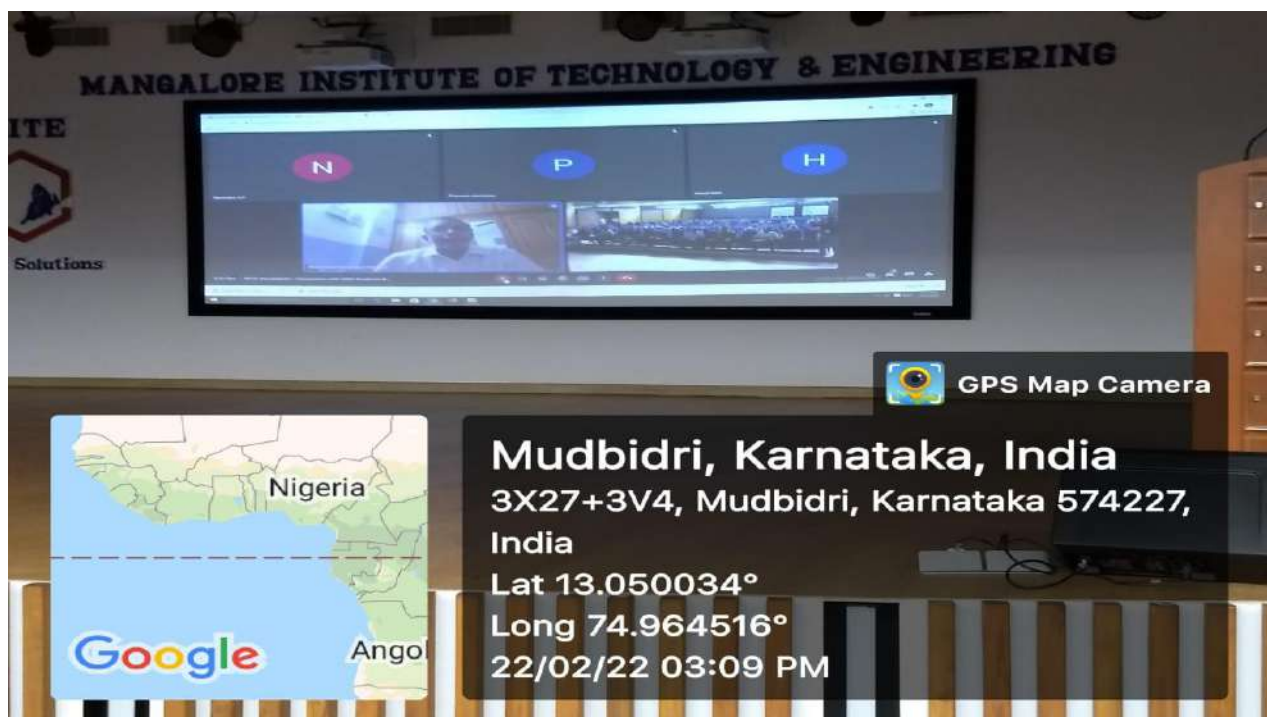 MANGALORE INSTITUTE OF TECHNOLOGY & ENGINEERING
ITE
Solutions
N
P
H
GPS Map Camera
Mudbidri, Karnataka, India
3X27+3V4, Mudbidri, Karnataka 574227,
India
Lat 13.050034°
Long 74.964516°
22/02/22 03:09 PM
Nigeria
Angol
Google